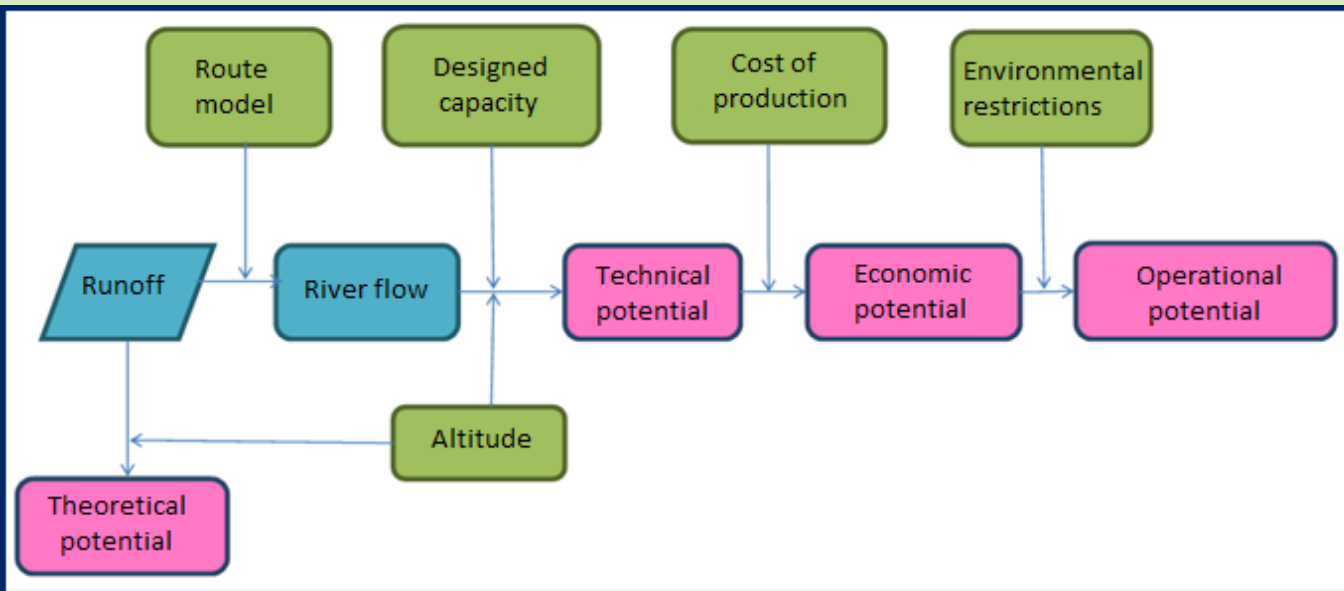 Route
model
Designed
capacity
Cost of
production
Environmental
restrictions
Runoff
River flow
Technical
potential
Economic
potential
Operational
potential
Altitude
Theoretical
potential